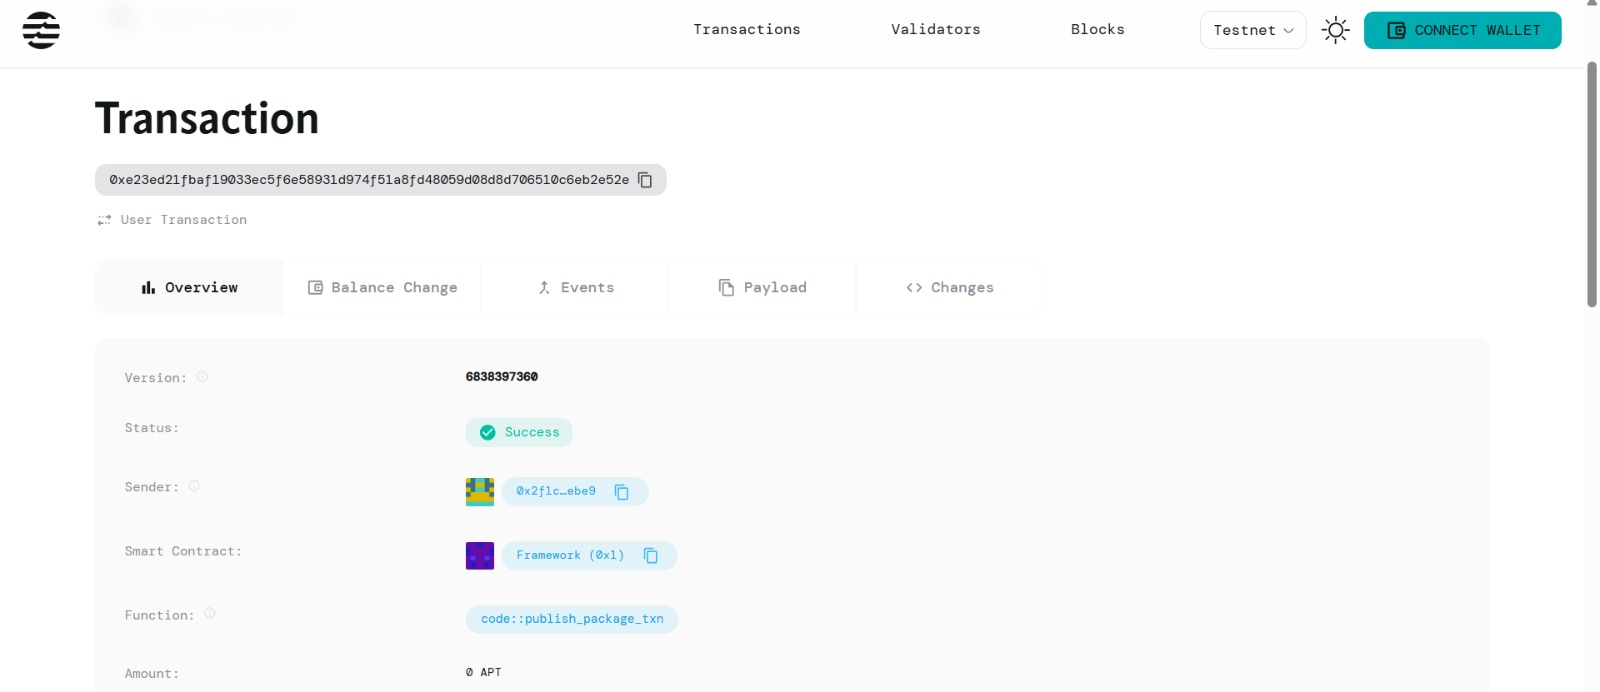 Transactions Validators Blocks Testnet CONNECT WALLET
Transaction
0xe23ed21fbaf19033ec5f6e58931d974f51a8fd48059d08d8d706510c6eb2e52e
User Transaction
Overview Balance Change Events Payload Changes
Version: 6838397360
Status: Success
Sender: 0x2f1c…ebe9
Smart Contract: Framework (0x1)
Function: code::publish_package_txn
Amount: 0 APT